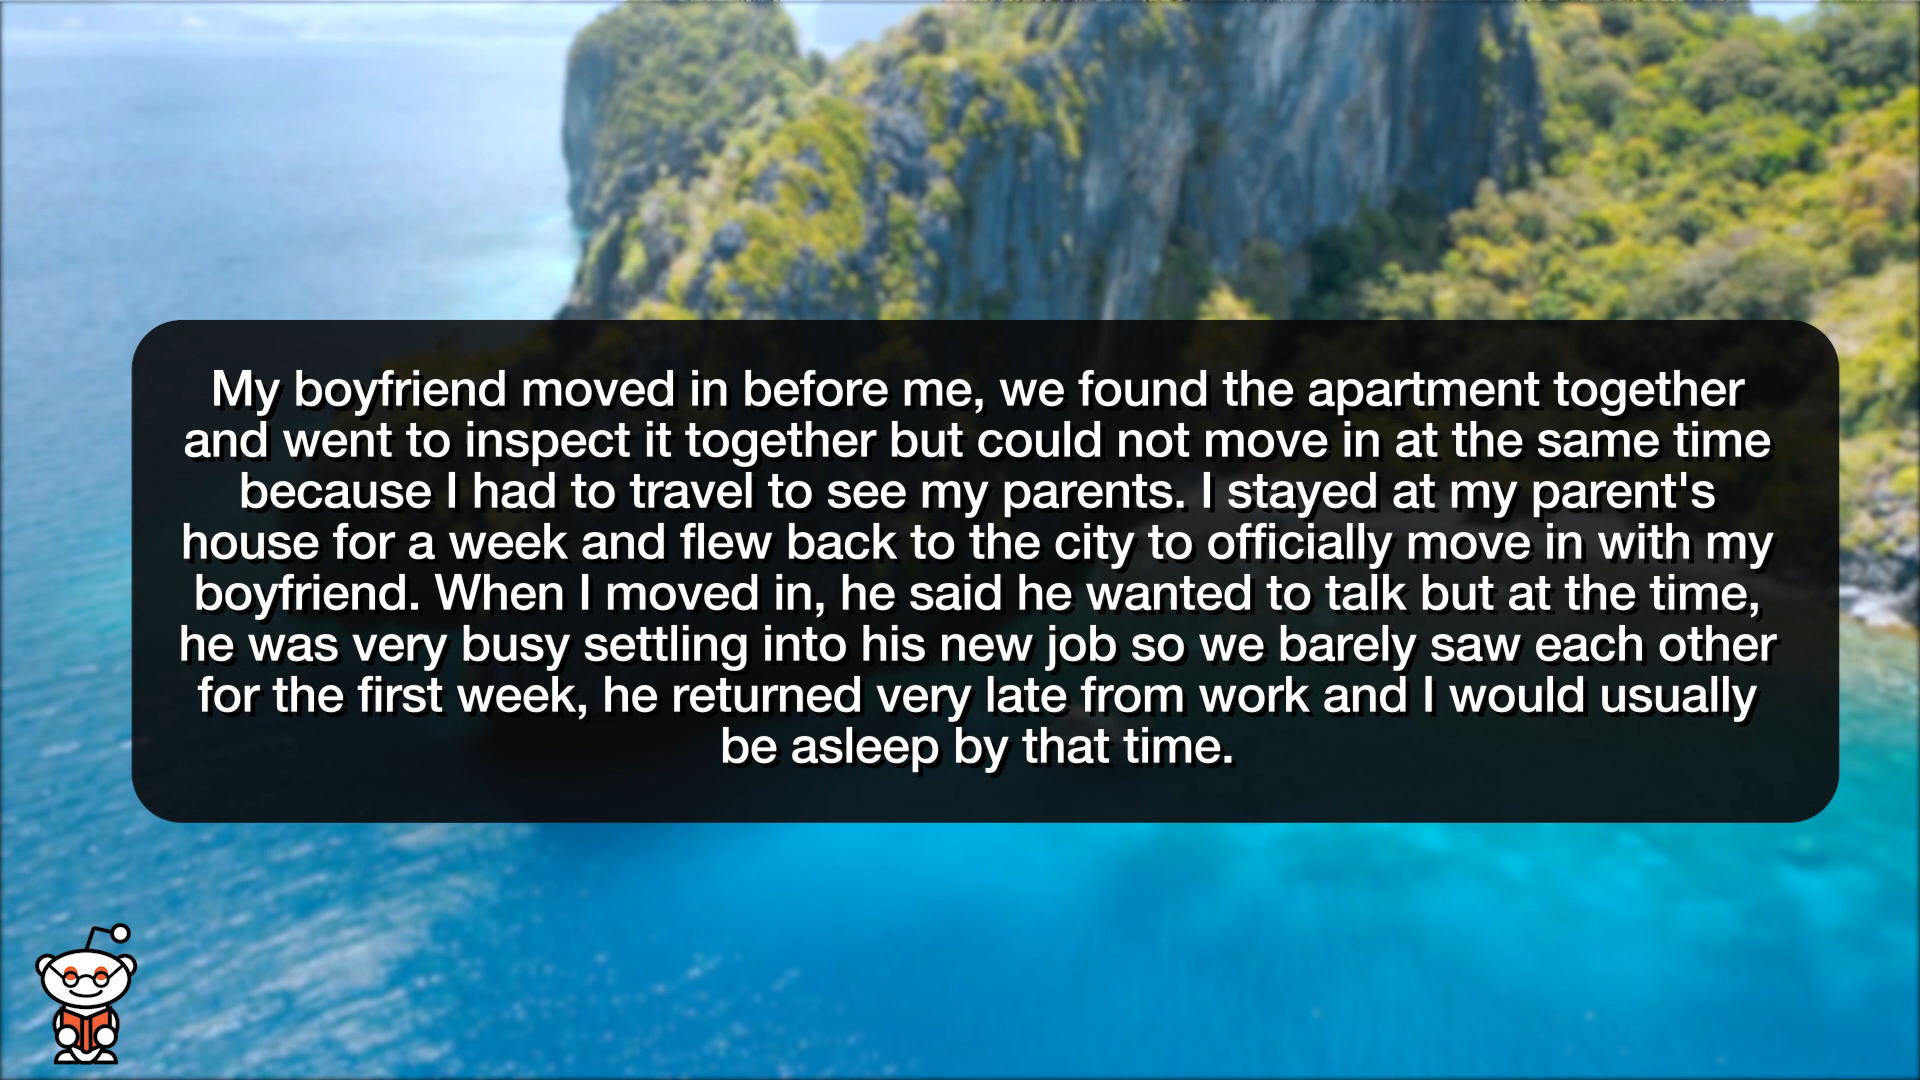 My boyfriend moved in before me, we found the apartment together
and went to inspect it together but could not move in at the same time
because I had to travel to see my parents. I stayed at my parent's
house for a week and flew back to the city to officially move in with my
boyfriend. When I moved in, he said he wanted to talk but at the time,
he was very busy settling into his new job so we barely saw each other
for the first week, he returned very late from work and I would usually
be asleep by that time.